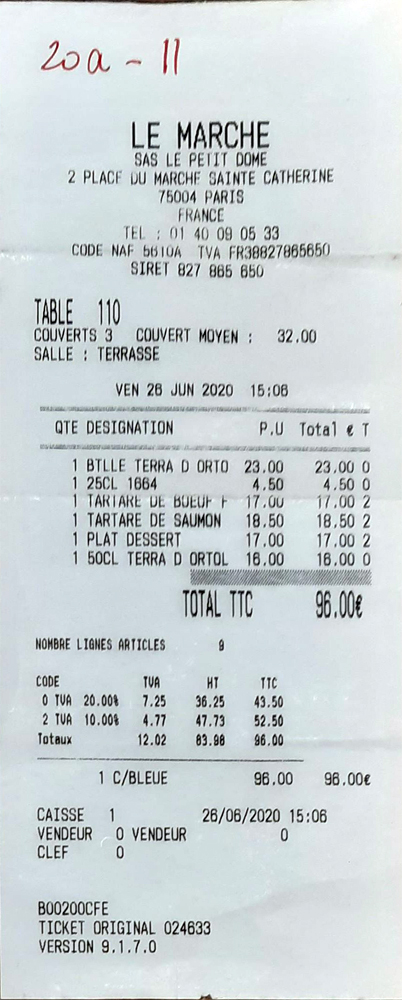 20a - 11
LE MARCHE
SAS LE PETIT DOME
2 PLACE DU MARCHE SAINTE CATHERINE
75004 PARIS
FRANCE
TEL : 01 40 09 05 33
CODE NAF 5610A TVA FR38827865650
SIRET 827 865 650
TABLE 110
COUVERTS 3 COUVERT MOYEN : 32.00
SALLE : TERRASSE
VEN 26 JUN 2020 15:06
QTE DESIGNATION P.U Total € T
1 BTLLE TERRA D ORTO 23.00 23.00 0
1 25CL 1664 4.50 4.50 0
1 TARTARE DE BOEUF F 17.00 17.00 2
1 TARTARE DE SAUMON 18.50 18.50 2
1 PLAT DESSERT 17.00 17.00 2
1 50CL TERRA D ORTOL 16.00 16.00 0
TOTAL TTC 96.00€
NOMBRE LIGNES ARTICLES 9
CODE TVA HT TTC
0 TVA 20.00% 7.25 36.25 43.50
2 TVA 10.00% 4.77 47.73 52.50
Totaux 12.02 83.98 96.00
1 C/BLEUE 96.00 96.00€
CAISSE 1 26/06/2020 15:06
VENDEUR 0 VENDEUR 0
CLEF 0
B00200CFE
TICKET ORIGINAL 024633
VERSION 9.1.7.0